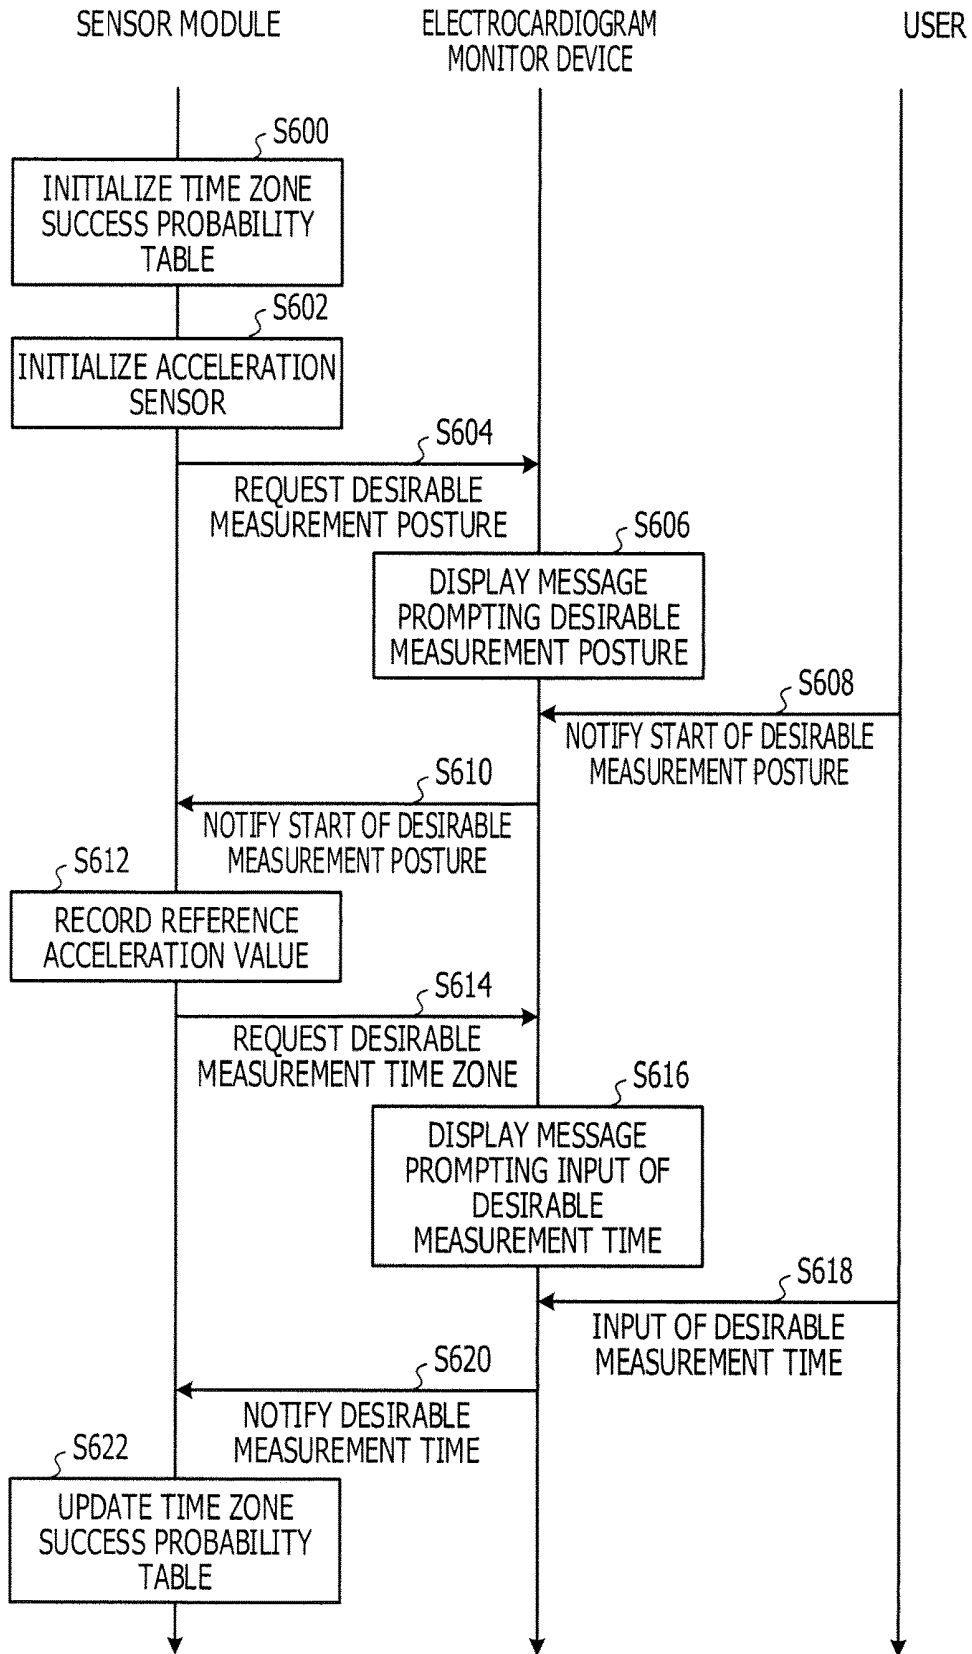 SENSOR MODULE
ELECTROCARDIOGRAM
MONITOR DEVICE
USER
S600
INITIALIZE TIME ZONE
SUCCESS PROBABILITY
TABLE
S602
INITIALIZE ACCELERATION
SENSOR
S604
REQUEST DESIRABLE
MEASUREMENT POSTURE
S606
DISPLAY MESSAGE
PROMPTING DESIRABLE
MEASUREMENT POSTURE
S608
NOTIFY START OF DESIRABLE
MEASUREMENT POSTURE
S610
NOTIFY START OF DESIRABLE
MEASUREMENT POSTURE
S612
RECORD REFERENCE
ACCELERATION VALUE
S614
REQUEST DESIRABLE
MEASUREMENT TIME ZONE
S616
DISPLAY MESSAGE
PROMPTING INPUT OF
DESIRABLE
MEASUREMENT TIME
S618
INPUT OF DESIRABLE
MEASUREMENT TIME
S620
NOTIFY DESIRABLE
MEASUREMENT TIME
S622
UPDATE TIME ZONE
SUCCESS PROBABILITY
TABLE